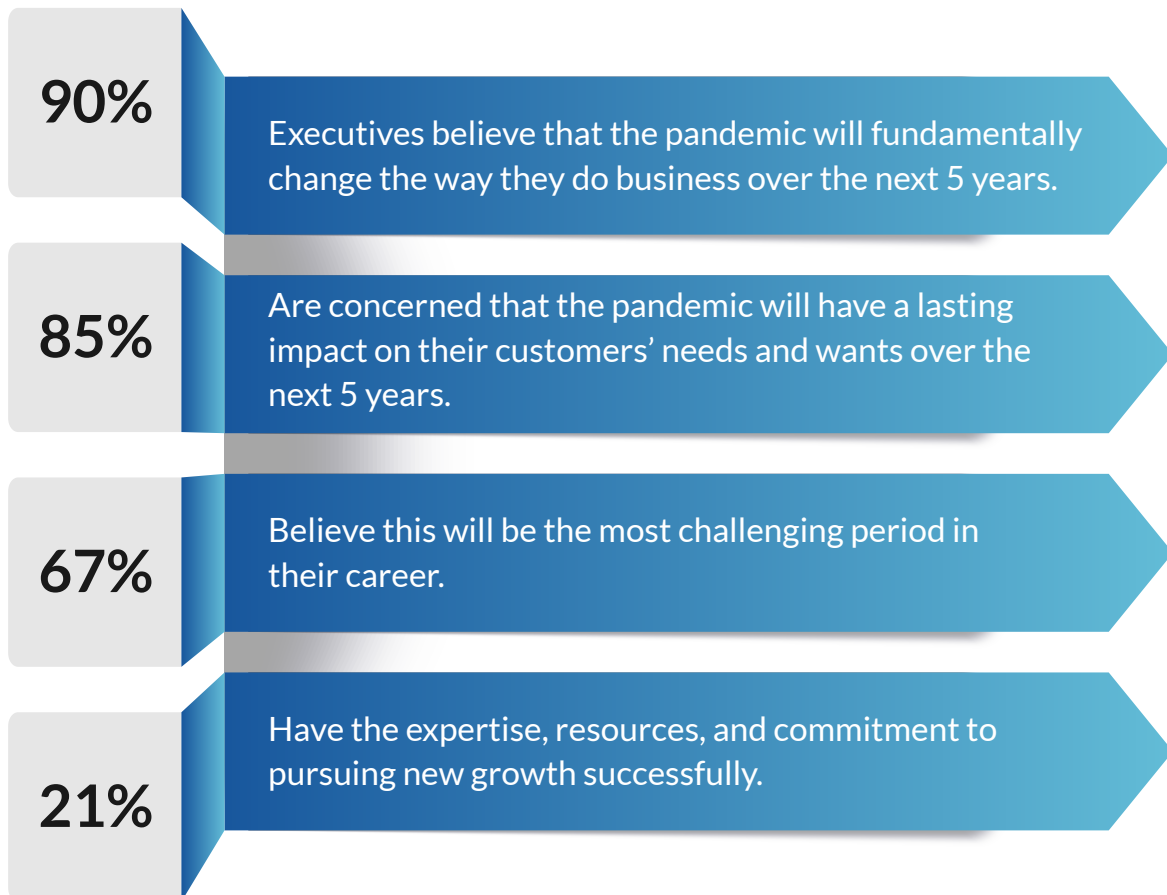 90%
Executives believe that the pandemic will fundamentally
change the way they do business over the next 5 years.
85%
Are concerned that the pandemic will have a lasting
impact on their customers’ needs and wants over the
next 5 years.
67%
Believe this will be the most challenging period in
their career.
21%
Have the expertise, resources, and commitment to
pursuing new growth successfully.